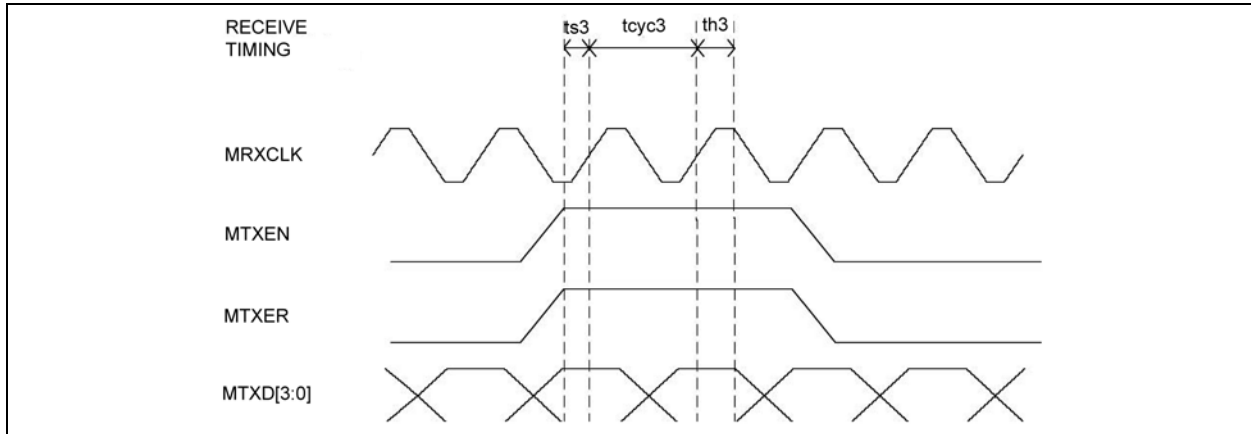 RECEIVE
TIMING
ts3
tcyc3
th3
MRXCLK
MTXEN
MTXER
MTXD[3:0]